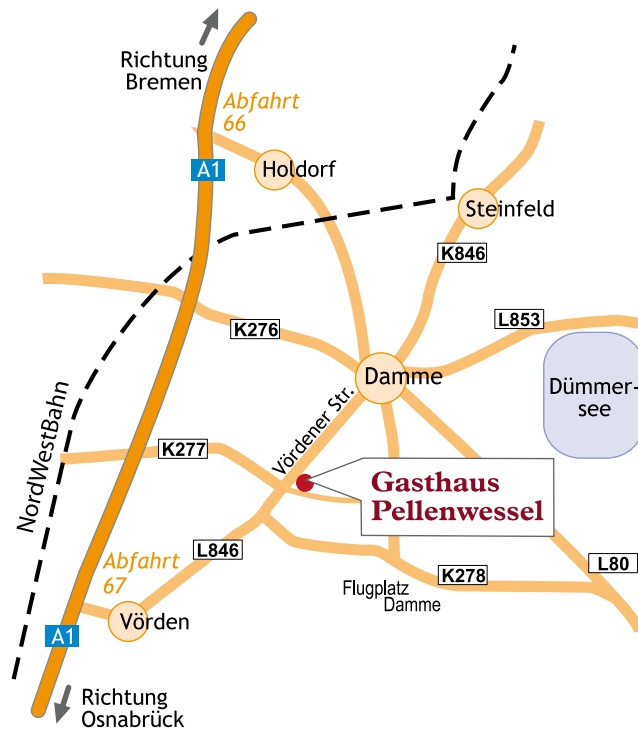 Richtung
Bremen
Abfahrt
66
A1
Holdorf
Steinfeld
K846
K276
L853
Damme
Dümmer-
see
Vördener Str.
NordWestBahn
K277
Gasthaus
Pellenwessel
L846
Abfahrt
67
K278
L80
Flugplatz
Damme
Vörden
A1
Richtung
Osnabrück